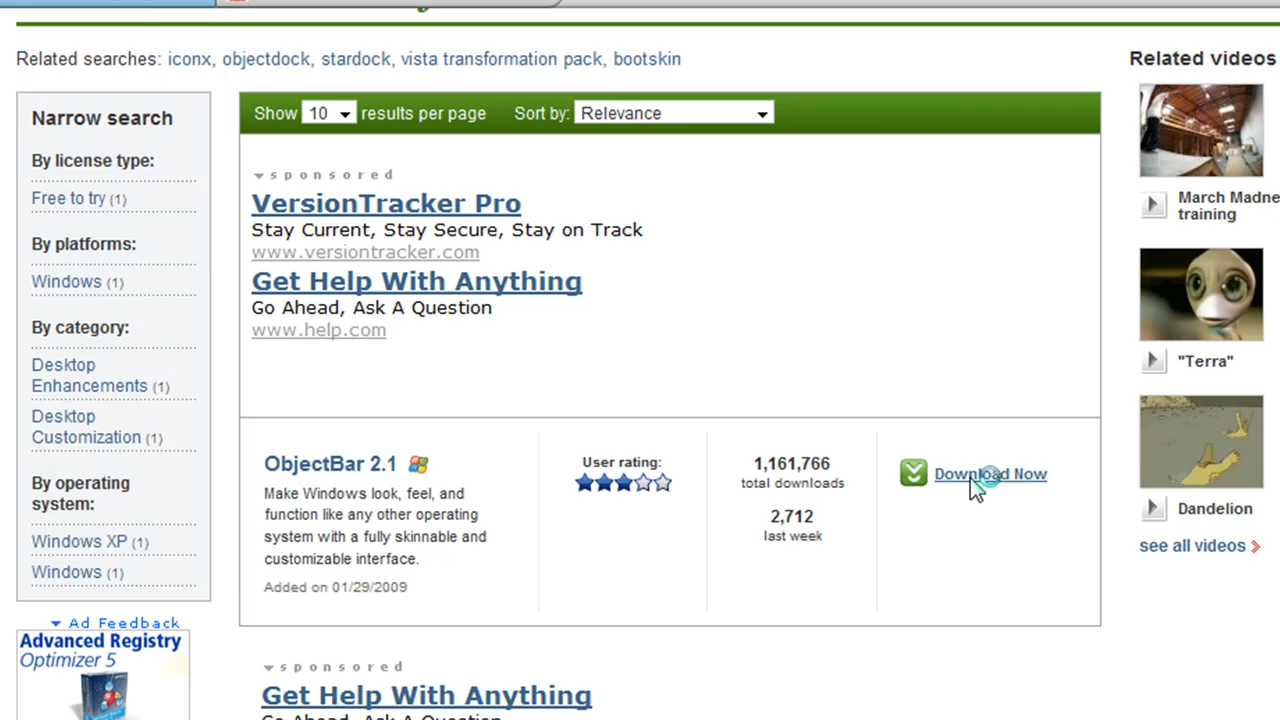 Related searches: iconx, objectdock, stardock, vista transformation pack, bootskin
Related videos
Narrow search
By license type:
Free to try (1)
By platforms:
Windows (1)
By category:
Desktop
Enhancements (1)
Desktop
Customization (1)
By operating
system:
Windows XP (1)
Windows (1)
Ad Feedback
Advanced Registry
Optimizer 5
Show 10 results per page Sort by: Relevance
sponsored
VersionTracker Pro
Stay Current, Stay Secure, Stay on Track
www.versiontracker.com
Get Help With Anything
Go Ahead, Ask A Question
www.help.com
ObjectBar 2.1
Make Windows look, feel, and
function like any other operating
system with a fully skinnable and
customizable interface.
Added on 01/29/2009
User rating:
1,161,766
total downloads
2,712
last week
Download Now
sponsored
Get Help With Anything
Go Ahead, Ask A Question
March Madne
training
"Terra"
Dandelion
see all videos